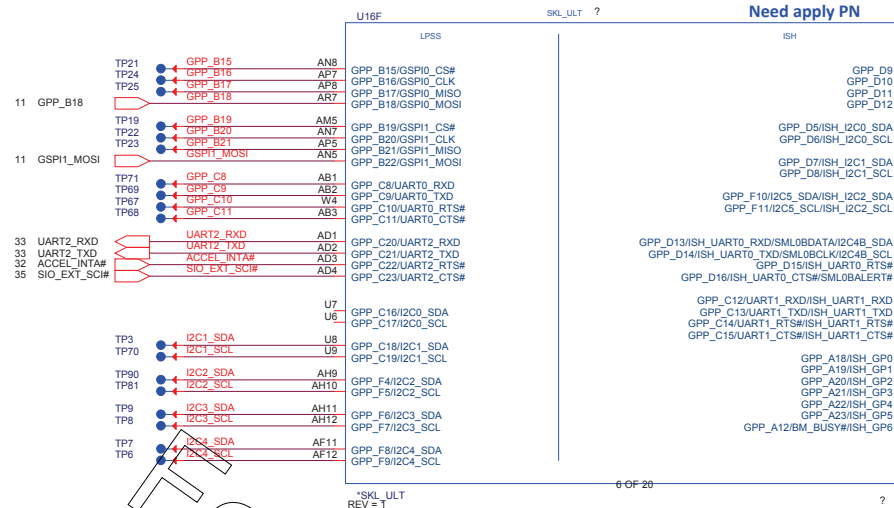 U16F SKL_ULT ? Need apply PN
LPSS ISH
TP21 GPP_B15 AN8 GPP_B15/GSPI0_CS# GPP_D9
TP24 GPP_B16 AP7 GPP_B16/GSPI0_CLK GPP_D10
TP25 GPP_B17 AP8 GPP_B17/GSPI0_MISO GPP_D11
11 GPP_B18 GPP_B18 AR7 GPP_B18/GSPI0_MOSI GPP_D12
TP19 GPP_B19 AM5 GPP_B19/GSPI1_CS# GPP_D5/ISH_I2C0_SDA
TP22 GPP_B20 AN7 GPP_B20/GSPI1_CLK GPP_D6/ISH_I2C0_SCL
TP23 GPP_B21 AP5 GPP_B21/GSPI1_MISO
11 GSPI1_MOSI GSPI1_MOSI AN5 GPP_B22/GSPI1_MOSI GPP_D7/ISH_I2C1_SDA
GPP_D8/ISH_I2C1_SCL
TP71 GPP_C8 AB1 GPP_C8/UART0_RXD
TP69 GPP_C9 AB2 GPP_C9/UART0_TXD GPP_F10/I2C5_SDA/ISH_I2C2_SDA
TP67 GPP_C10 W4 GPP_C10/UART0_RTS# GPP_F11/I2C5_SCL/ISH_I2C2_SCL
TP68 GPP_C11 AB3 GPP_C11/UART0_CTS#
33 UART2_RXD UART2_RXD AD1 GPP_C20/UART2_RXD GPP_D13/ISH_UART0_RXD/SML0BDATA/I2C4B_SDA
33 UART2_TXD UART2_TXD AD2 GPP_C21/UART2_TXD GPP_D14/ISH_UART0_TXD/SML0BCLK/I2C4B_SCL
32 ACCEL_INTA# ACCEL_INTA# AD3 GPP_C22/UART2_RTS# GPP_D15/ISH_UART0_RTS#
35 SIO_EXT_SCI# SIO_EXT_SCI# AD4 GPP_C23/UART2_CTS# GPP_D16/ISH_UART0_CTS#/SML0BALERT#
U7 GPP_C16/I2C0_SDA GPP_C12/UART1_RXD/ISH_UART1_RXD
U6 GPP_C17/I2C0_SCL GPP_C13/UART1_TXD/ISH_UART1_TXD
GPP_C14/UART1_RTS#/ISH_UART1_RTS#
GPP_C15/UART1_CTS#/ISH_UART1_CTS#
TP3 I2C1_SDA U8 GPP_C18/I2C1_SDA
TP70 I2C1_SCL U9 GPP_C19/I2C1_SCL GPP_A18/ISH_GP0
GPP_A19/ISH_GP1
TP90 I2C2_SDA AH9 GPP_F4/I2C2_SDA GPP_A20/ISH_GP2
TP81 I2C2_SCL AH10 GPP_F5/I2C2_SCL GPP_A21/ISH_GP3
GPP_A22/ISH_GP4
TP9 I2C3_SDA AH11 GPP_F6/I2C3_SDA GPP_A23/ISH_GP5
TP8 I2C3_SCL AH12 GPP_F7/I2C3_SCL GPP_A12/BM_BUSY#/ISH_GP6
TP7 I2C4_SDA AF11 GPP_F8/I2C4_SDA
TP6 I2C4_SCL AF12 GPP_F9/I2C4_SCL
6 OF 20
*SKL_ULT
REV = 1 ?